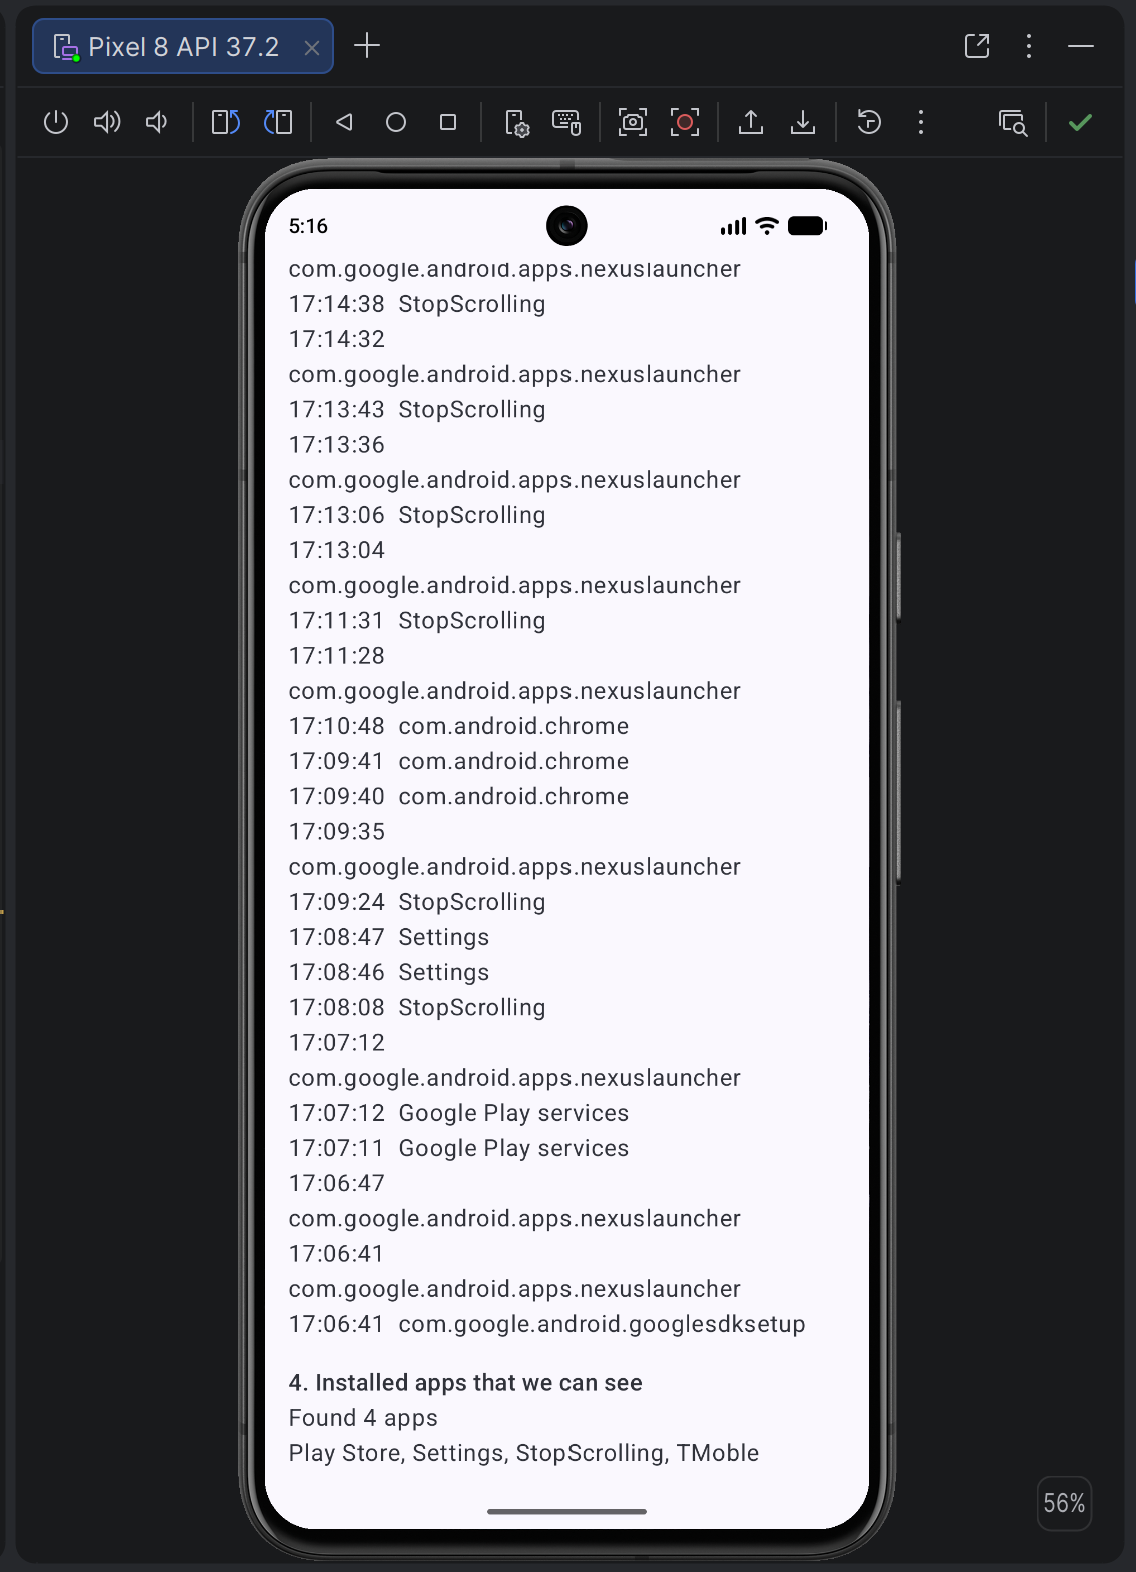 Pixel 8 API 37.2
5:16
com.google.android.apps.nexuslauncher
17:14:38 StopScrolling
17:14:32
com.google.android.apps.nexuslauncher
17:13:43 StopScrolling
17:13:36
com.google.android.apps.nexuslauncher
17:13:06 StopScrolling
17:13:04
com.google.android.apps.nexuslauncher
17:11:31 StopScrolling
17:11:28
com.google.android.apps.nexuslauncher
17:10:48 com.android.chrome
17:09:41 com.android.chrome
17:09:40 com.android.chrome
17:09:35
com.google.android.apps.nexuslauncher
17:09:24 StopScrolling
17:08:47 Settings
17:08:46 Settings
17:08:08 StopScrolling
17:07:12
com.google.android.apps.nexuslauncher
17:07:12 Google Play services
17:07:11 Google Play services
17:06:47
com.google.android.apps.nexuslauncher
17:06:41
com.google.android.apps.nexuslauncher
17:06:41 com.google.android.googlesdksetup
4. Installed apps that we can see
Found 4 apps
Play Store, Settings, StopScrolling, TMoble
56%